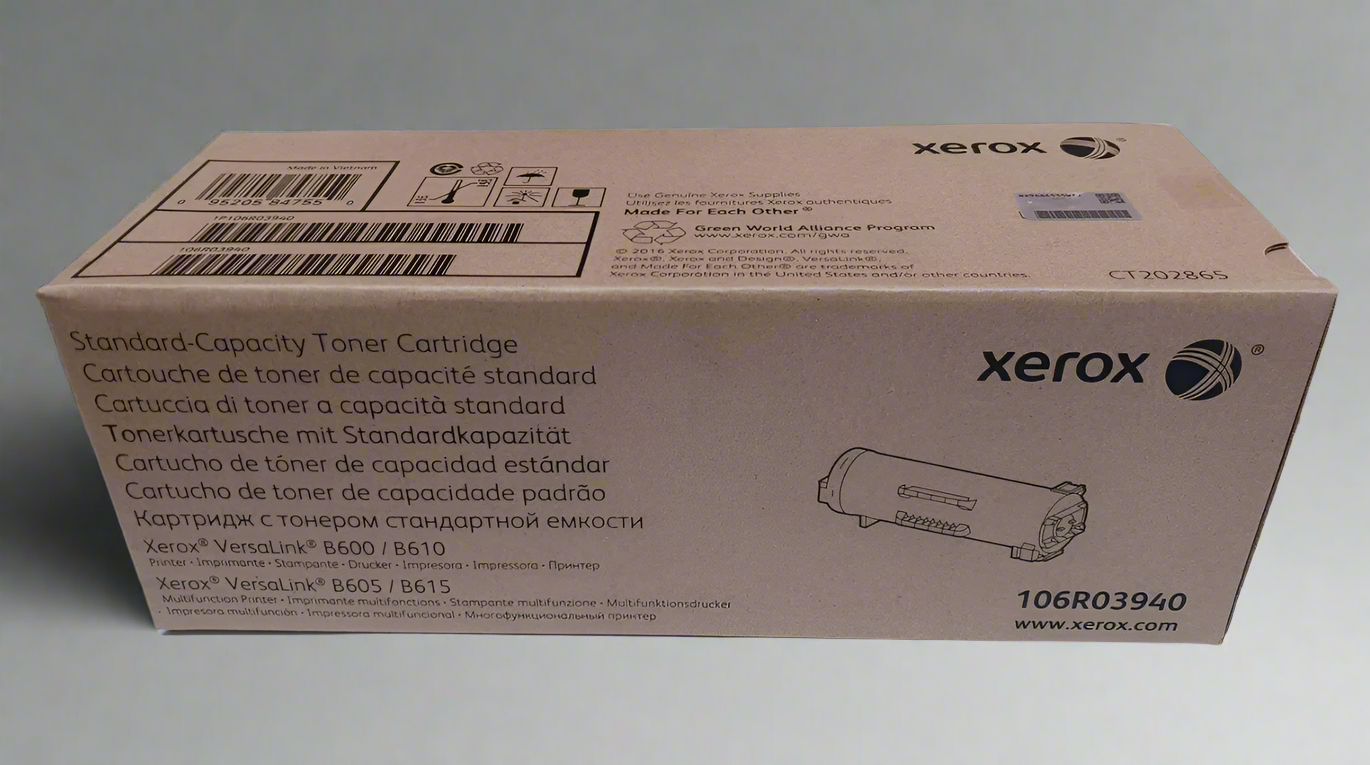 Made in Vietnam
0 95205 84755 0
1P106R03940
106R03940
Use Genuine Xerox Supplies
Utilisez les fournitures Xerox authentiques
Made For Each Other®
Green World Alliance Program
www.xerox.com/gwa
© 2016 Xerox Corporation. All rights reserved.
Xerox®, Xerox and Design®, VersaLink®,
and Made For Each Other® are trademarks of
Xerox Corporation in the United States and/or other countries.
xerox ®
CT202865
Standard-Capacity Toner Cartridge
Cartouche de toner de capacité standard
Cartuccia di toner a capacità standard
Tonerkartusche mit Standardkapazität
Cartucho de tóner de capacidad estándar
Cartucho de toner de capacidade padrão
Картридж с тонером стандартной емкости
Xerox® VersaLink® B600 / B610
Printer · Imprimante · Stampante · Drucker · Impresora · Impressora · Принтер
Xerox® VersaLink® B605 / B615
Multifunction Printer · Imprimante multifonctions · Stampante multifunzione · Multifunktionsdrucker
· Impresora multifunción · Impressora multifuncional · Многофункциональный принтер
xerox ®
106R03940
www.xerox.com